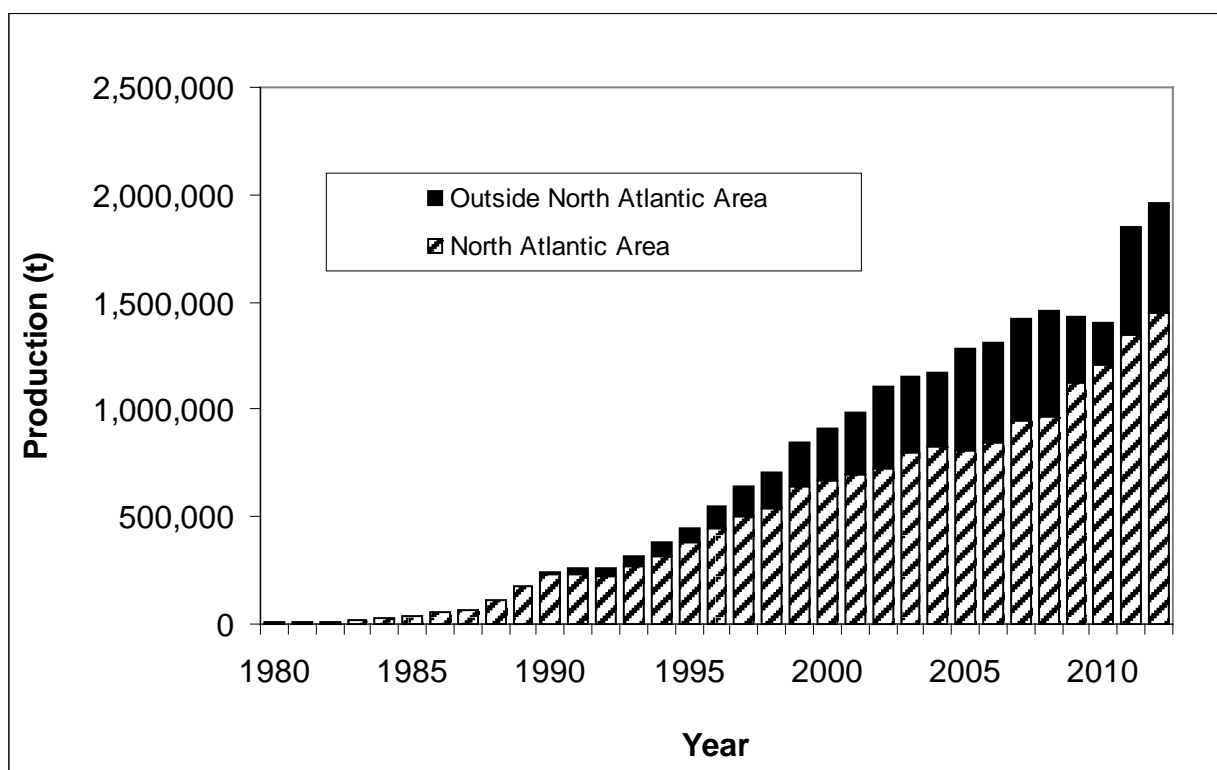 2,500,000
2,000,000
1,500,000
1,000,000
500,000
0
Production (t)
Outside North Atlantic Area
North Atlantic Area
1980 1985 1990 1995 2000 2005 2010
Year